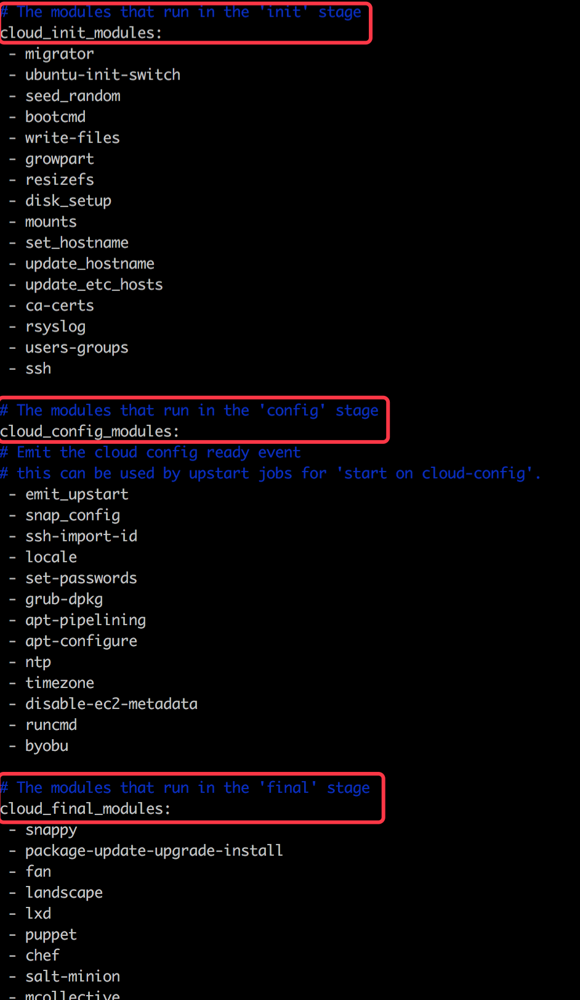 # The modules that run in the 'init' stage
cloud_init_modules:
- migrator
- ubuntu-init-switch
- seed_random
- bootcmd
- write-files
- growpart
- resizefs
- disk_setup
- mounts
- set_hostname
- update_hostname
- update_etc_hosts
- ca-certs
- rsyslog
- users-groups
- ssh
# The modules that run in the 'config' stage
cloud_config_modules:
# Emit the cloud config ready event
# this can be used by upstart jobs for 'start on cloud-config'.
- emit_upstart
- snap_config
- ssh-import-id
- locale
- set-passwords
- grub-dpkg
- apt-pipelining
- apt-configure
- ntp
- timezone
- disable-ec2-metadata
- runcmd
- byobu
# The modules that run in the 'final' stage
cloud_final_modules:
- snappy
- package-update-upgrade-install
- fan
- landscape
- lxd
- puppet
- chef
- salt-minion
- mcollective